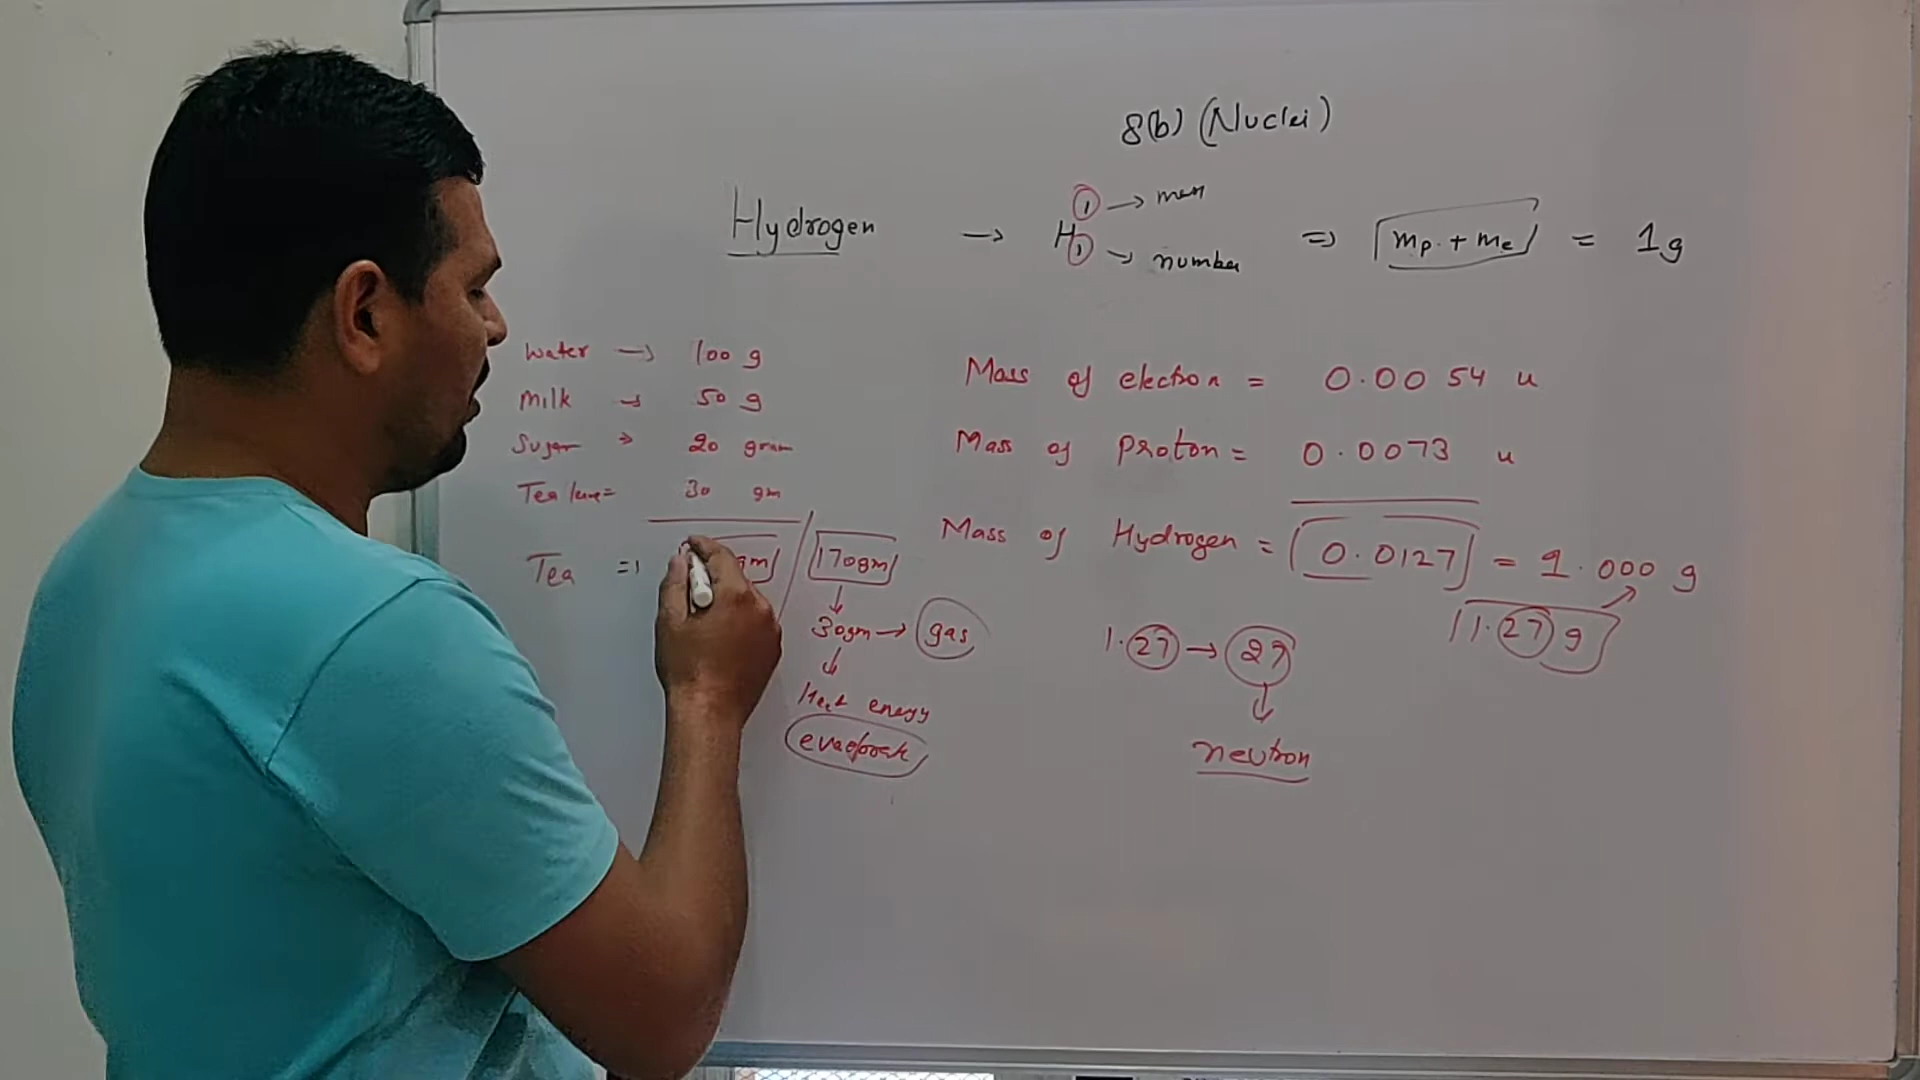 8(b) (Nuclei)
Hydrogen → H 1 → mass ⇒ mp. + me = 1g
1 → number
Water → 100 g
Milk → 50 g
Sugar → 20 gram
Tea = 30 gm
Tea ⇒ gm / 170gm
↓
30gm → gas
↓
Heat energy
Mass of electron = 0.0054 u
Mass of Proton = 0.0073 u
Mass of Hydrogen = 0.0127 = 1.000 g
1.27 g
1.27 → 27
↓
neutron